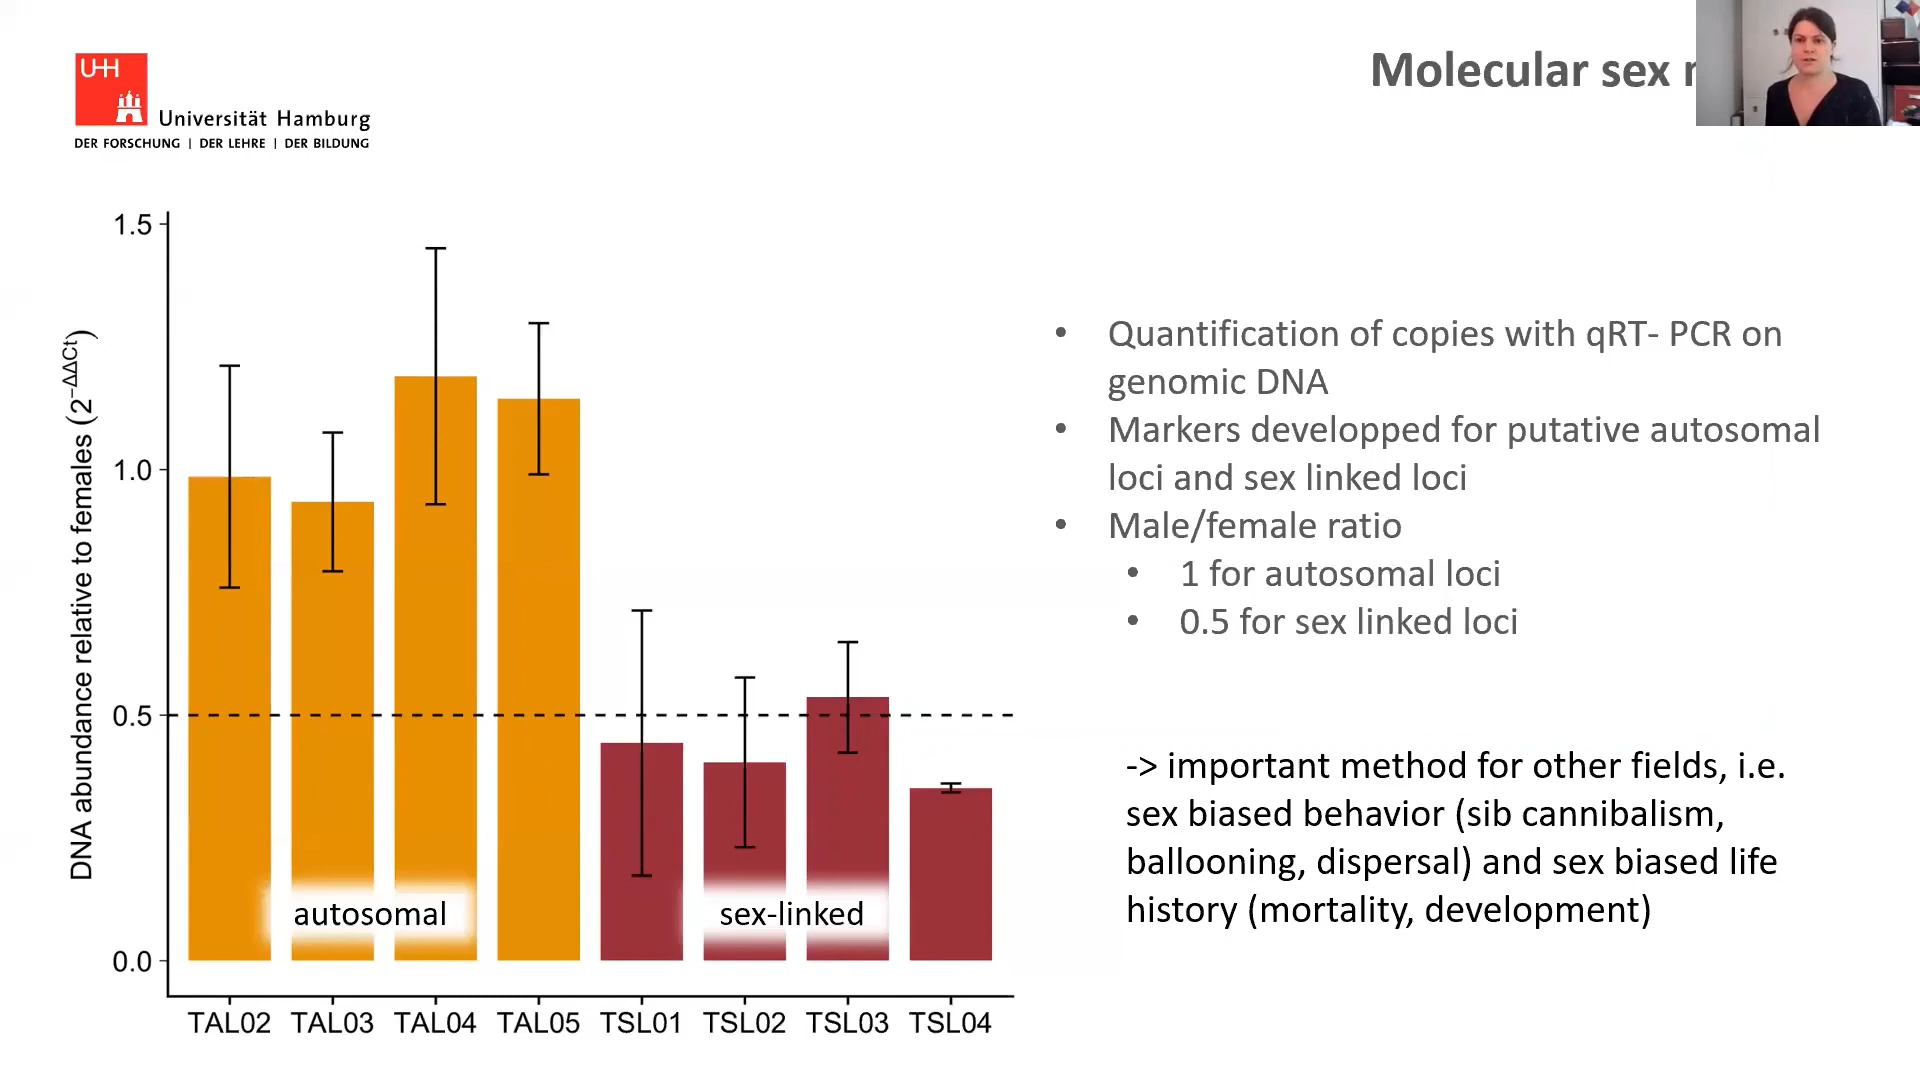 UHH
Universität Hamburg
DER FORSCHUNG | DER LEHRE | DER BILDUNG
Molecular sex
DNA abundance relative to females (2^−ΔΔCt)
1.5
1.0
0.5
0.0
autosomal
sex-linked
TAL02 TAL03 TAL04 TAL05 TSL01 TSL02 TSL03 TSL04
• Quantification of copies with qRT- PCR on
genomic DNA
• Markers developped for putative autosomal
loci and sex linked loci
• Male/female ratio
• 1 for autosomal loci
• 0.5 for sex linked loci
-> important method for other fields, i.e.
sex biased behavior (sib cannibalism,
ballooning, dispersal) and sex biased life
history (mortality, development)